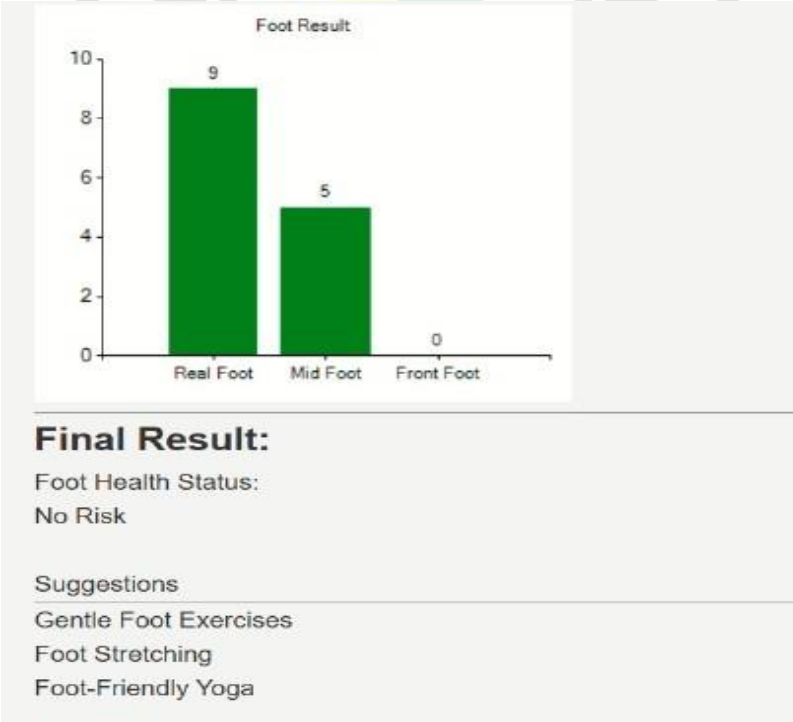 Foot Result
10
9
8
6
5
4
2
0
0
Real Foot Mid Foot Front Foot
Final Result:
Foot Health Status:
No Risk
Suggestions
Gentle Foot Exercises
Foot Stretching
Foot-Friendly Yoga